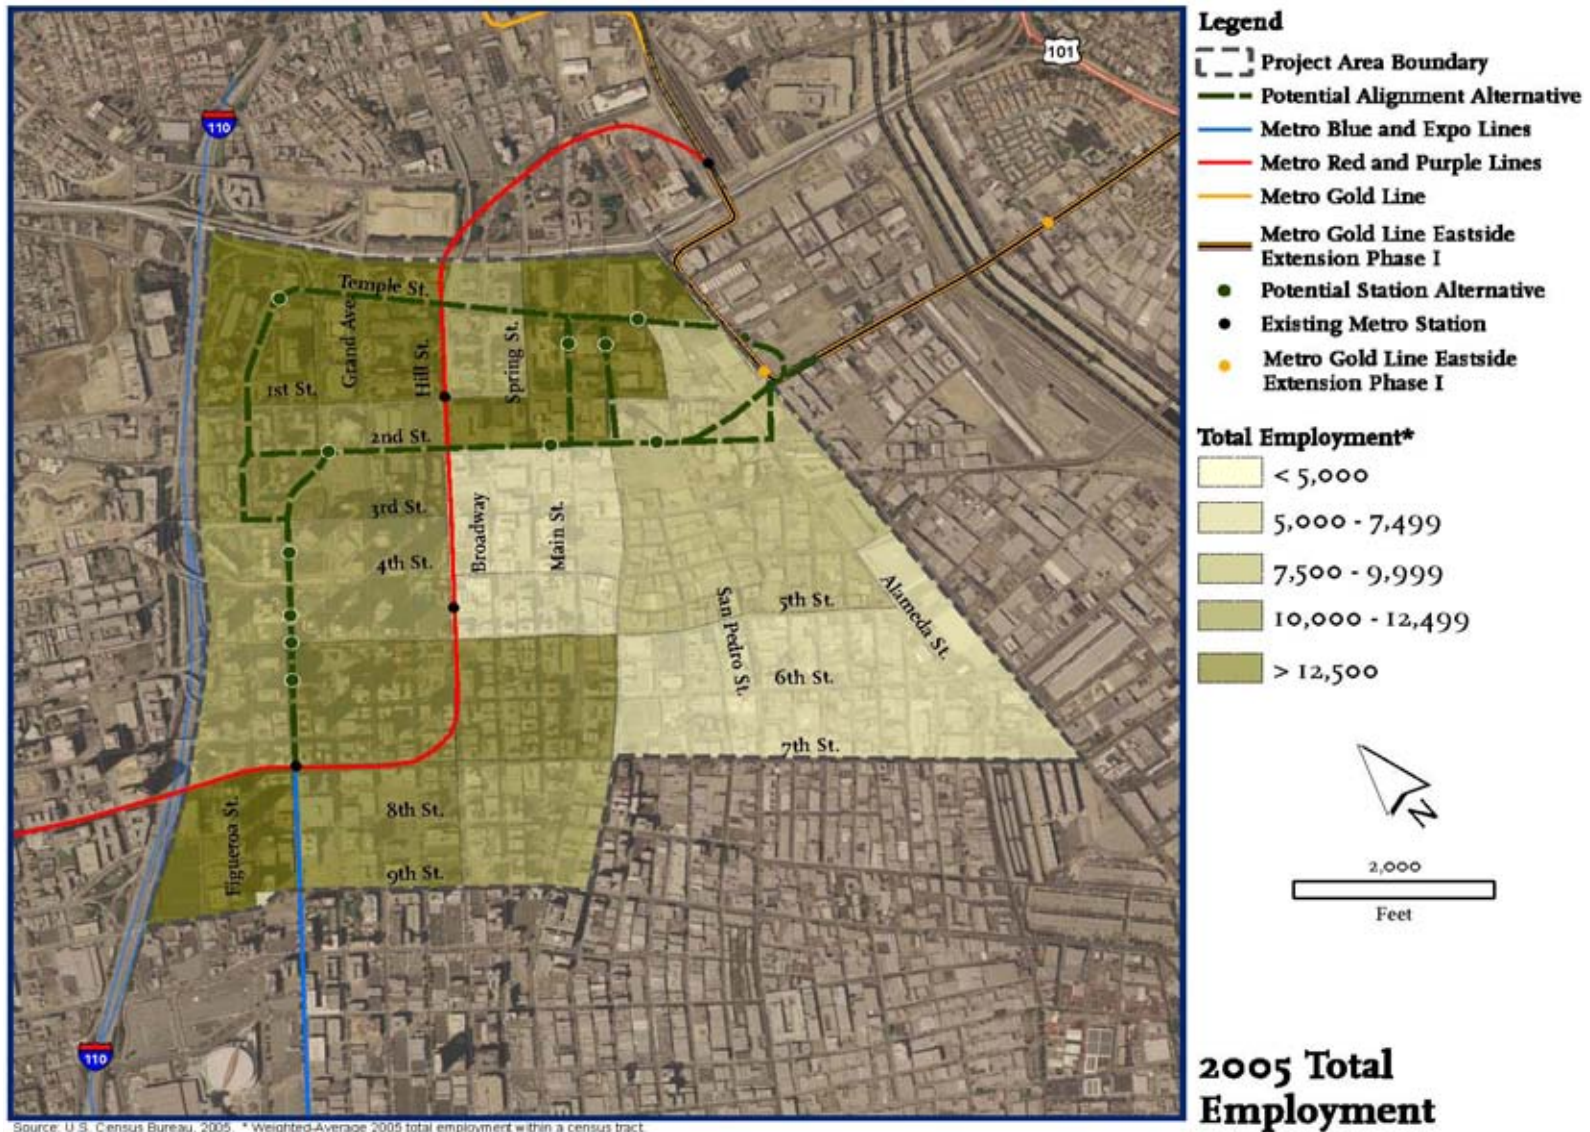 Legend
Project Area Boundary
Potential Alignment Alternative
Metro Blue and Expo Lines
Metro Red and Purple Lines
Metro Gold Line
Metro Gold Line Eastside
Extension Phase I
Potential Station Alternative
Existing Metro Station
Metro Gold Line Eastside
Extension Phase I
Total Employment*
< 5,000
5,000 - 7,499
7,500 - 9,999
10,000 - 12,499
> 12,500
N
2,000
Feet
2005 Total
Employment
101
110
Temple St.
Grand Ave.
Hill St.
Spring St.
1st St.
2nd St.
3rd St.
Broadway
Main St.
4th St.
San Pedro St.
5th St.
Alameda St.
6th St.
7th St.
Figueroa St.
8th St.
9th St.
110
Source: U.S. Census Bureau, 2005. * Weighted-Average 2005 total employment within a census tract.